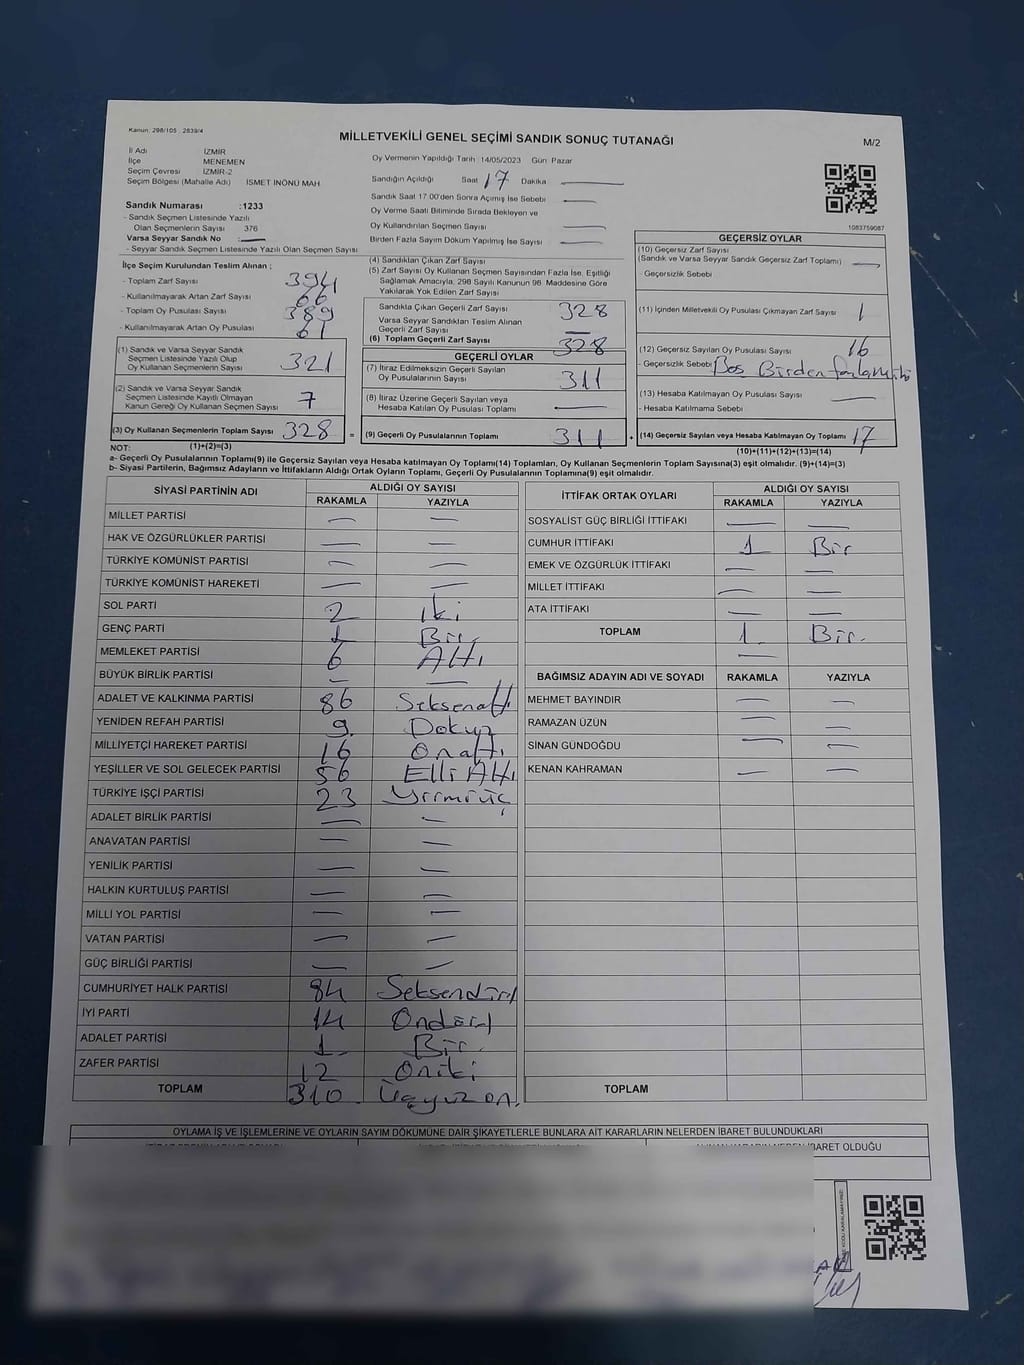 Kanun: 298/105 , 2839/4
MİLLETVEKİLİ GENEL SEÇİMİ SANDIK SONUÇ TUTANAĞI
M/2
İl Adı İZMİR
İlçe MENEMEN
Seçim Çevresi İZMİR-2
Seçim Bölgesi (Mahalle Adı) İSMET İNÖNÜ MAH
Sandık Numarası :1233
- Sandık Seçmen Listesinde Yazılı
Olan Seçmenlerin Sayısı 376
Varsa Seyyar Sandık No : —
- Seyyar Sandık Seçmen Listesinde Yazılı Olan Seçmen Sayısı
Oy Vermenin Yapıldığı Tarih 14/05/2023 Gün Pazar
Sandığın Açıldığı Saat 17 Dakika —
Sandık Saat 17:00'den Sonra Açılmış İse Sebebi —
Oy Verme Saati Bitiminde Sırada Bekleyen ve
Oy Kullandırılan Seçmen Sayısı —
Birden Fazla Sayım Döküm Yapılmış İse Sayısı —
1083759087
İlçe Seçim Kurulundan Teslim Alınan ;
- Toplam Zarf Sayısı 394
- Kullanılmayarak Artan Zarf Sayısı 66
- Toplam Oy Pusulası Sayısı 389
- Kullanılmayarak Artan Oy Pusulası 61
(1) Sandık ve Varsa Seyyar Sandık
Seçmen Listesinde Yazılı Olup
Oy Kullanan Seçmenlerin Sayısı 321
(2) Sandık ve Varsa Seyyar Sandık
Seçmen Listesinde Kayıtlı Olmayan
Kanun Gereği Oy Kullanan Seçmen Sayısı 7
(3) Oy Kullanan Seçmenlerin Toplam Sayısı 328
(4) Sandıktan Çıkan Zarf Sayısı
(5) Zarf Sayısı Oy Kullanan Seçmen Sayısından Fazla İse, Eşitliği
Sağlamak Amacıyla, 298 Sayılı Kanunun 98. Maddesine Göre
Yakılarak Yok Edilen Zarf Sayısı
Sandıkta Çıkan Geçerli Zarf Sayısı 328
Varsa Seyyar Sandıktan Teslim Alınan
Geçerli Zarf Sayısı —
(6) Toplam Geçerli Zarf Sayısı 328
GEÇERLİ OYLAR
(7) İtiraz Edilmeksizin Geçerli Sayılan
Oy Pusulalarının Sayısı 311
(8) İtiraz Üzerine Geçerli Sayılan veya
Hesaba Katılan Oy Pusulası Toplamı —
= (9) Geçerli Oy Pusulalarının Toplamı 311
GEÇERSİZ OYLAR
(10) Geçersiz Zarf Sayısı
(Sandık ve Varsa Seyyar Sandık Geçersiz Zarf Toplamı) —
- Geçersizlik Sebebi
(11) İçinden Milletvekili Oy Pusulası Çıkmayan Zarf Sayısı 1
(12) Geçersiz Sayılan Oy Pusulası Sayısı 16
- Geçersizlik Sebebi Boş Birden
(13) Hesaba Katılmayan Oy Pusulası Sayısı —
- Hesaba Katılmama Sebebi
+ (14) Geçersiz Sayılan veya Hesaba Katılmayan Oy Toplamı 17
NOT: (1)+(2)=(3)
(10)+(11)+(12)+(13)=(14)
a- Geçerli Oy Pusulalarının Toplamı(9) ile Geçersiz Sayılan veya Hesaba Katılmayan Oy Toplamı(14) Toplamları, Oy Kullanan Seçmenlerin Toplam Sayısına(3) eşit olmalıdır. (9)+(14)=(3)
b- Siyasi Partilerin, Bağımsız Adayların ve İttifakların Aldığı Ortak Oyların Toplamı, Geçerli Oy Pusulalarının Toplamına(9) eşit olmalıdır.
SİYASİ PARTİNİN ADI ALDIĞI OY SAYISI
RAKAMLA YAZIYLA
MİLLET PARTİSİ — —
HAK VE ÖZGÜRLÜKLER PARTİSİ — —
TÜRKİYE KOMÜNİST PARTİSİ — —
TÜRKİYE KOMÜNİST HAREKETİ — —
SOL PARTİ 2 İki
GENÇ PARTİ 1 Bir
MEMLEKET PARTİSİ 6 Altı
BÜYÜK BİRLİK PARTİSİ — —
ADALET VE KALKINMA PARTİSİ 86 Seksenaltı
YENİDEN REFAH PARTİSİ 9 Dokuz
MİLLİYETÇİ HAREKET PARTİSİ 16 Onaltı
YEŞİLLER VE SOL GELECEK PARTİSİ 56 Elli Altı
TÜRKİYE İŞÇİ PARTİSİ 23 Yirmiüç
ADALET BİRLİK PARTİSİ — —
ANAVATAN PARTİSİ — —
YENİLİK PARTİSİ — —
HALKIN KURTULUŞ PARTİSİ — —
MİLLİ YOL PARTİSİ — —
VATAN PARTİSİ — —
GÜÇ BİRLİĞİ PARTİSİ — —
CUMHURİYET HALK PARTİSİ 84 Seksendört
İYİ PARTİ 14 Ondört
ADALET PARTİSİ 1 Bir
ZAFER PARTİSİ 12 Oniki
TOPLAM 310 Üçyüz on.
İTTİFAK ORTAK OYLARI ALDIĞI OY SAYISI
RAKAMLA YAZIYLA
SOSYALİST GÜÇ BİRLİĞİ İTTİFAKI — —
CUMHUR İTTİFAKI 1 Bir
EMEK VE ÖZGÜRLÜK İTTİFAKI — —
MİLLET İTTİFAKI — —
ATA İTTİFAKI — —
TOPLAM 1 Bir.
—
BAĞIMSIZ ADAYIN ADI VE SOYADI RAKAMLA YAZIYLA
MEHMET BAYINDIR — —
RAMAZAN ÜZÜN — —
SİNAN GÜNDOĞDU — —
KENAN KAHRAMAN — —
TOPLAM
OYLAMA İŞ VE İŞLEMLERİNE VE OYLARIN SAYIM DÖKÜMÜNE DAİR ŞİKAYETLERLE BUNLARA AİT KARARLARIN NELERDEN İBARET BULUNDUKLARI
İBARET OLDUĞU